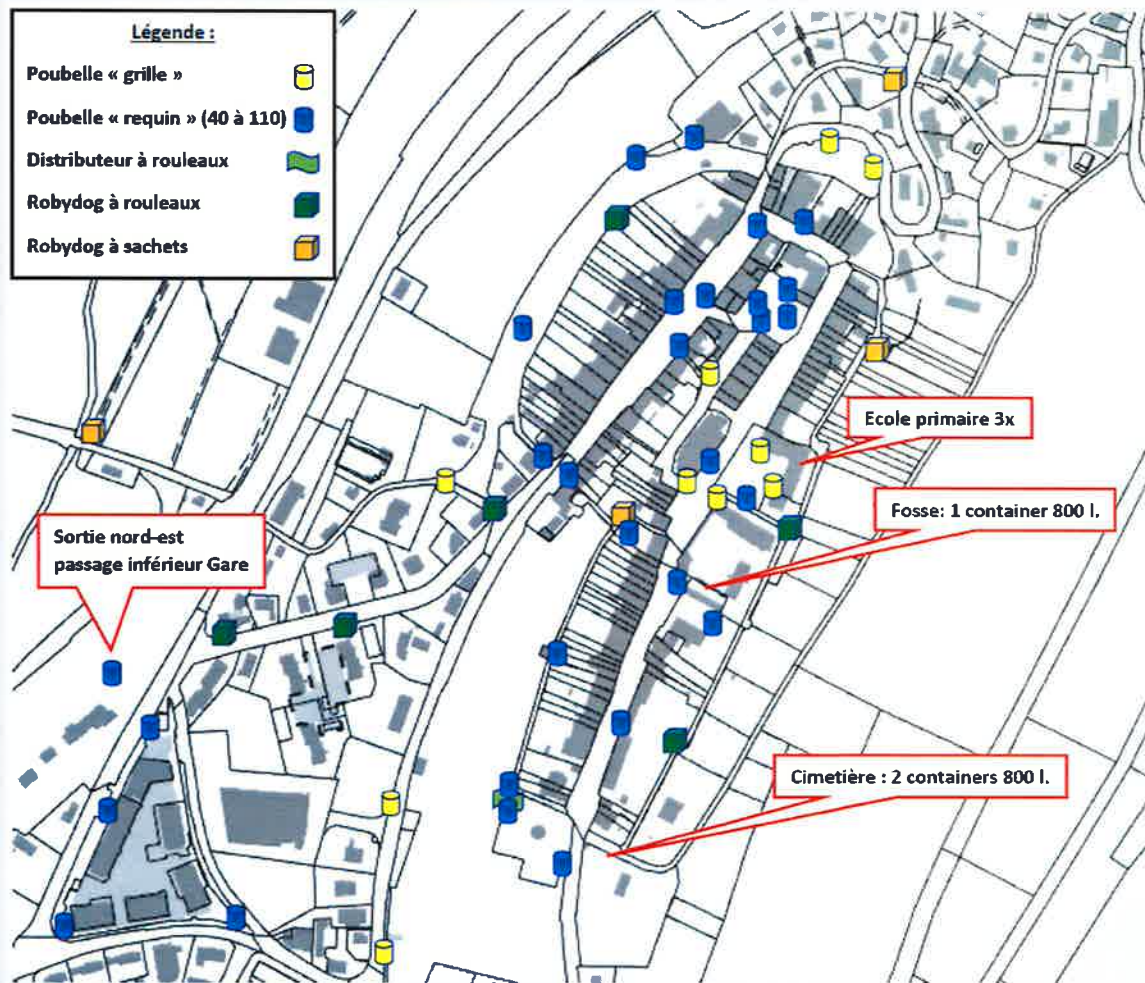 Légende :
Poubelle « grille »
Poubelle « requin » (40 à 110)
Distributeur à rouleaux
Robydog à rouleaux
Robydog à sachets
Ecole primaire 3x
Fosse: 1 container 800 l.
Sortie nord-est
passage inférieur Gare
Cimetière : 2 containers 800 l.